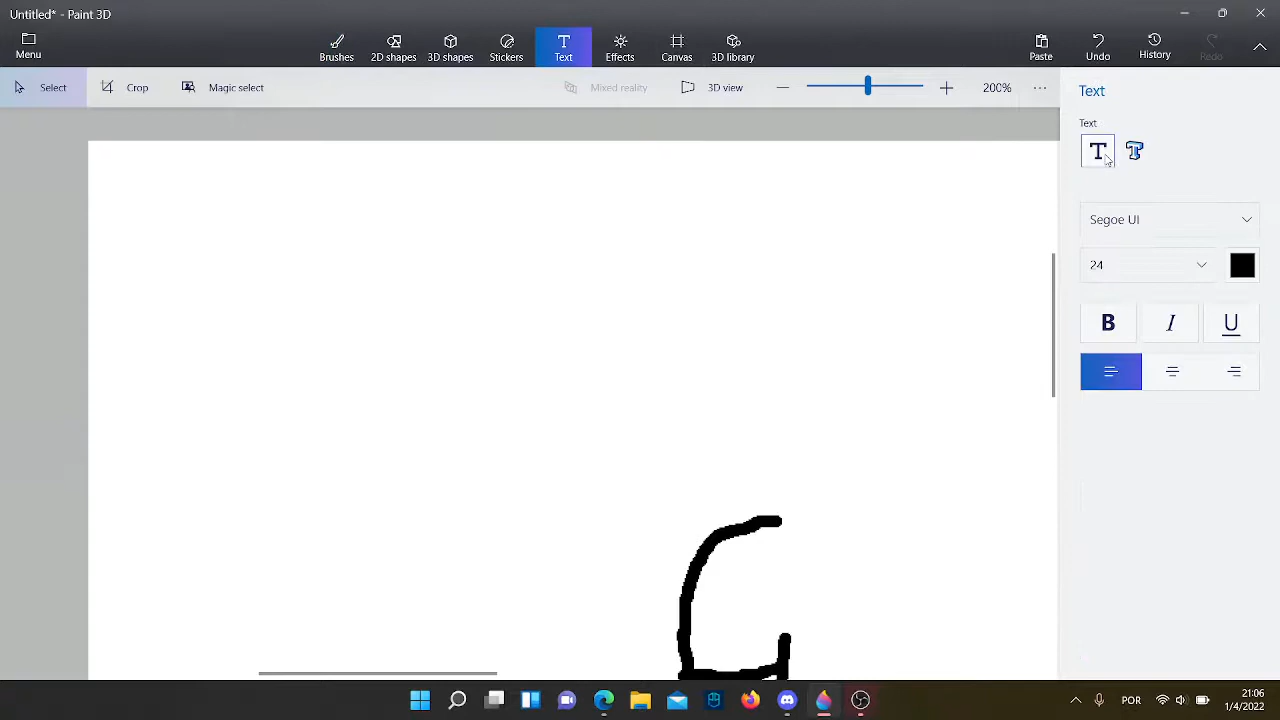 Untitled* - Paint 3D
Menu
Brushes
2D shapes
3D shapes
Stickers
Text
Effects
Canvas
3D library
Paste
Undo
History
Redo
Select
Crop
Magic select
Mixed reality
3D view
200%
Text
Text
Segoe UI
24
B
I
U
POR
21:06
1/4/2022